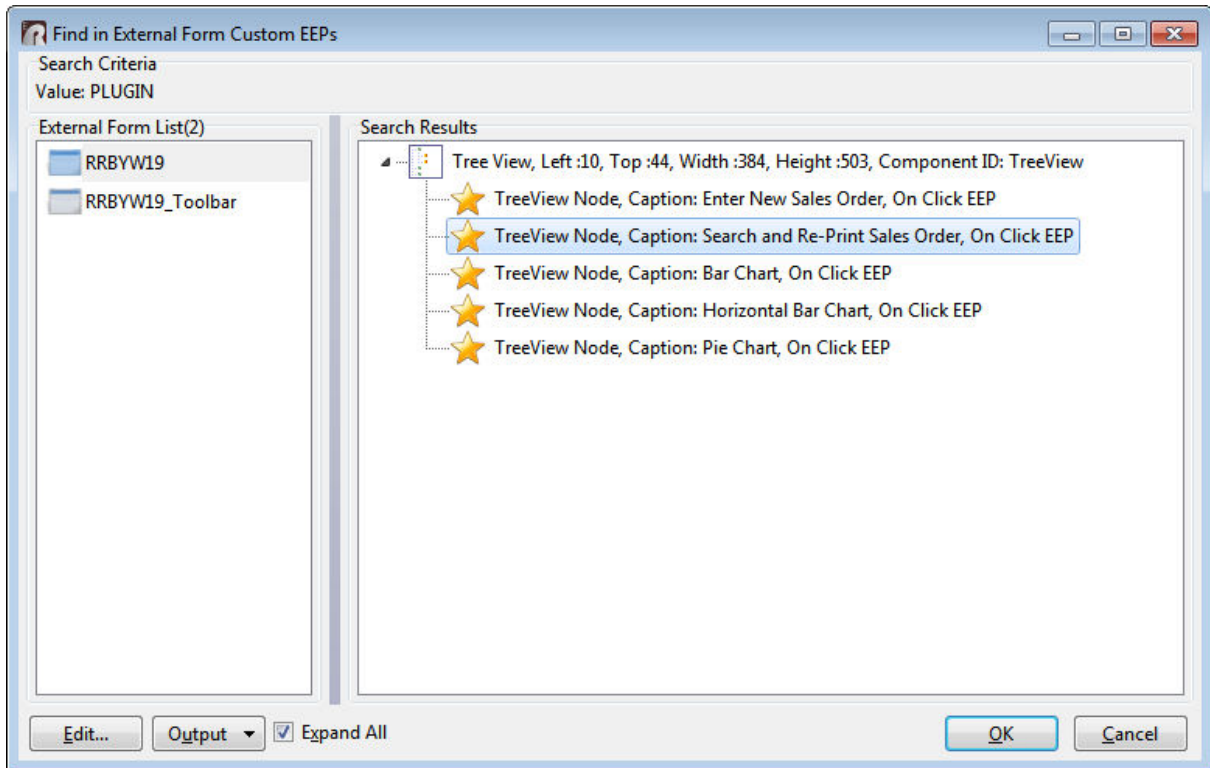 Find in External Form Custom EEPs
Search Criteria
Value: PLUGIN
External Form List(2)
RRBYW19
RRBYW19_Toolbar
Search Results
Tree View, Left :10, Top :44, Width :384, Height :503, Component ID: TreeView
TreeView Node, Caption: Enter New Sales Order, On Click EEP
TreeView Node, Caption: Search and Re-Print Sales Order, On Click EEP
TreeView Node, Caption: Bar Chart, On Click EEP
TreeView Node, Caption: Horizontal Bar Chart, On Click EEP
TreeView Node, Caption: Pie Chart, On Click EEP
Edit... Output Expand All OK Cancel